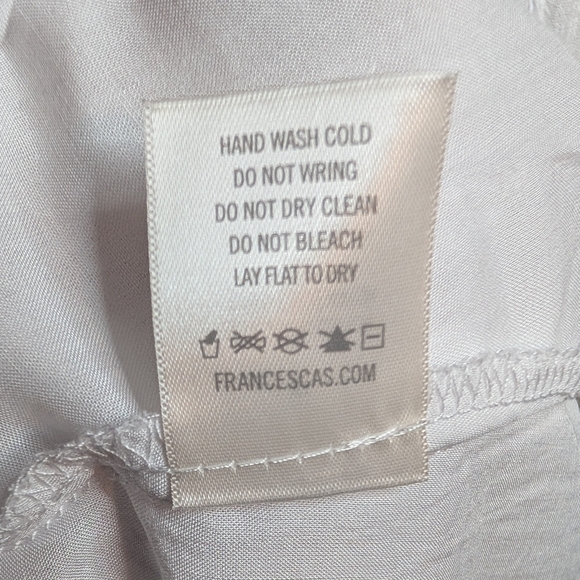 HAND WASH COLD
DO NOT WRING
DO NOT DRY CLEAN
DO NOT BLEACH
LAY FLAT TO DRY
FRANCESCAS.COM